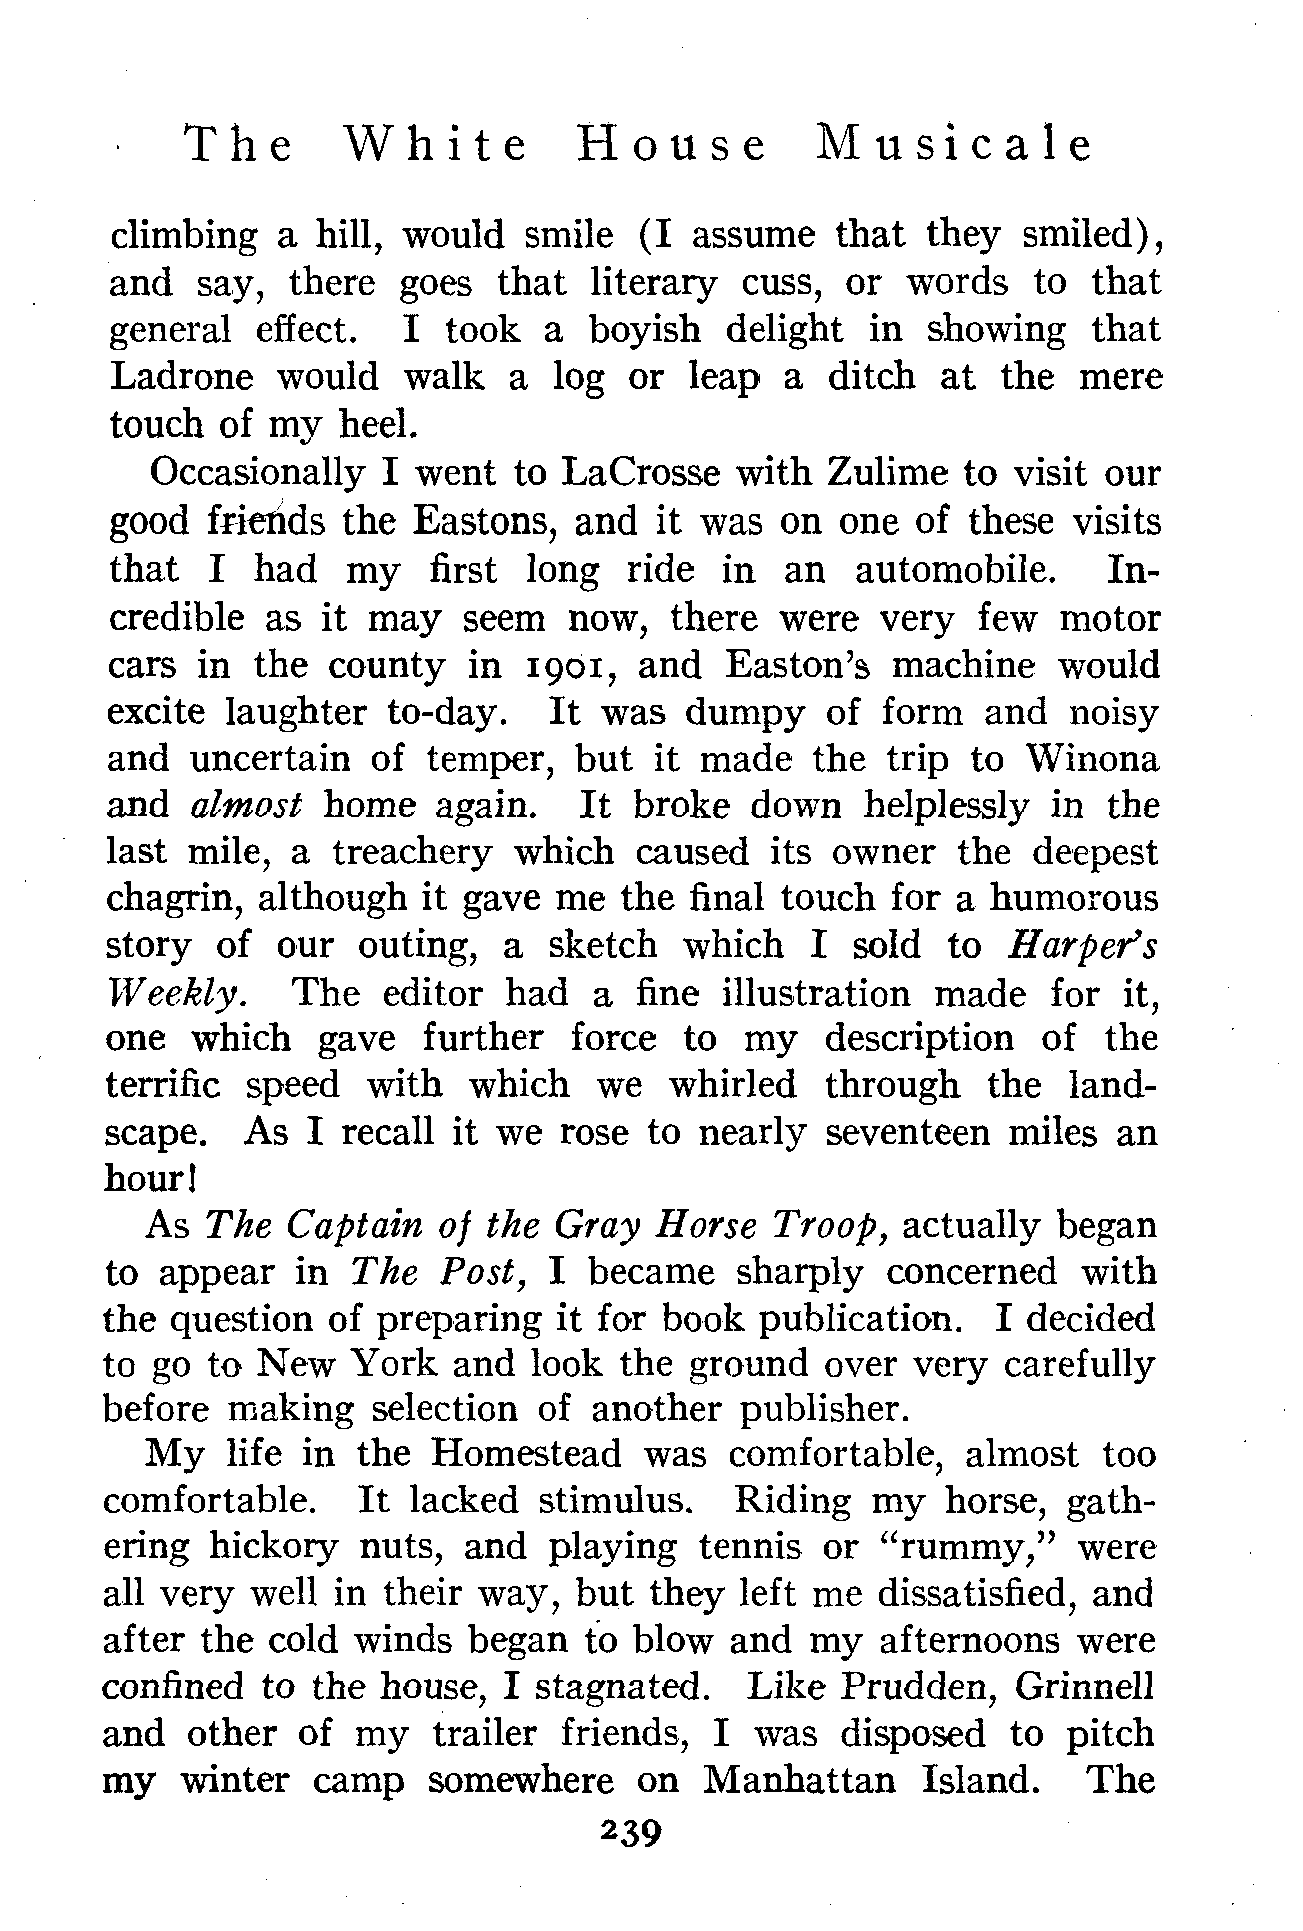 The White House Musicale
climbing a hill, would smile (I assume that they smiled),
and say, there goes that literary cuss, or words to that
general effect. I took a boyish delight in showing that
Ladrone would walk a log or leap a ditch at the mere
touch of my heel.
Occasionally I went to LaCrosse with Zulime to visit our
good friends the Eastons, and it was on one of these visits
that I had my first long ride in an automobile. In-
credible as it may seem now, there were very few motor
cars in the county in 1901, and Easton's machine would
excite laughter to-day. It was dumpy of form and noisy
and uncertain of temper, but it made the trip to Winona
and almost home again. It broke down helplessly in the
last mile, a treachery which caused its owner the deepest
chagrin, although it gave me the final touch for a humorous
story of our outing, a sketch which I sold to Harper's
Weekly. The editor had a fine illustration made for it,
one which gave further force to my description of the
terrific speed with which we whirled through the land-
scape. As I recall it we rose to nearly seventeen miles an
hour!
As The Captain of the Gray Horse Troop, actually began
to appear in The Post, I became sharply concerned with
the question of preparing it for book publication. I decided
to go to New York and look the ground over very carefully
before making selection of another publisher.
My life in the Homestead was comfortable, almost too
comfortable. It lacked stimulus. Riding my horse, gath-
ering hickory nuts, and playing tennis or "rummy," were
all very well in their way, but they left me dissatisfied, and
after the cold winds began to blow and my afternoons were
confined to the house, I stagnated. Like Prudden, Grinnell
and other of my trailer friends, I was disposed to pitch
my winter camp somewhere on Manhattan Island. The
239